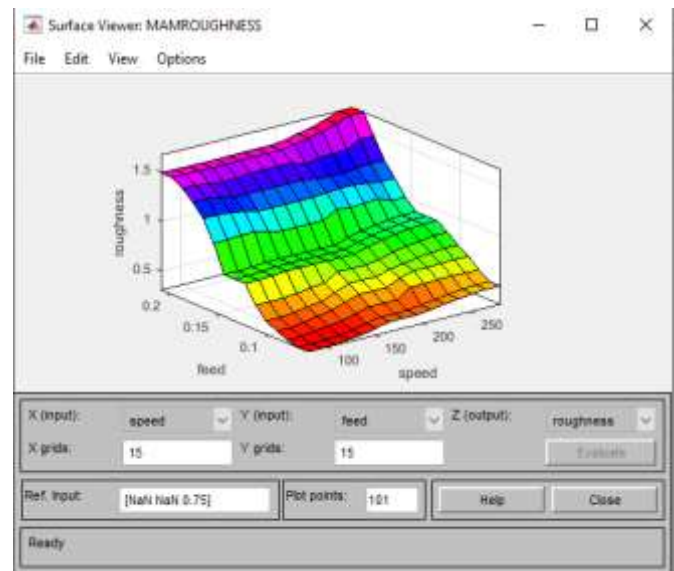 Surface Viewer: MAMROUGHNESS
File Edit View Options
1.5
1
0.5
roughness
0.2
0.15
0.1
feed
100
150
200
250
speed
X (input): speed Y (input): feed Z (output): roughness
X grids: 15 Y grids: 15 Evaluate
Ref. Input: [NaN NaN 0.75] Plot points: 101 Help Close
Ready